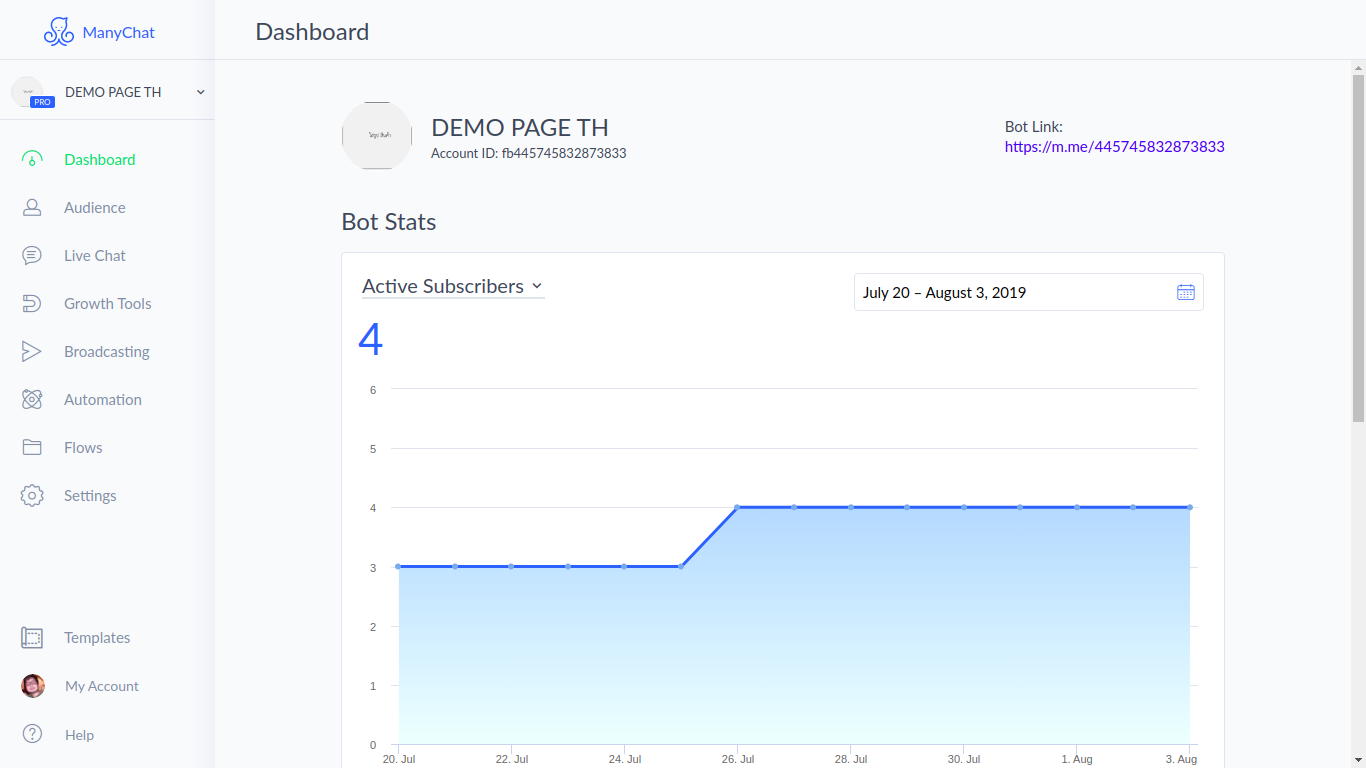 ManyChat
Dashboard
PRO
DEMO PAGE TH
Dashboard
Audience
Live Chat
Growth Tools
Broadcasting
Automation
Flows
Settings
Templates
My Account
Help
DEMO PAGE TH
Account ID: fb445745832873833
Bot Link:
https://m.me/445745832873833
Bot Stats
Active Subscribers
July 20 – August 3, 2019
4
6
5
4
3
2
1
0
20. Jul 22. Jul 24. Jul 26. Jul 28. Jul 30. Jul 1. Aug 3. Aug